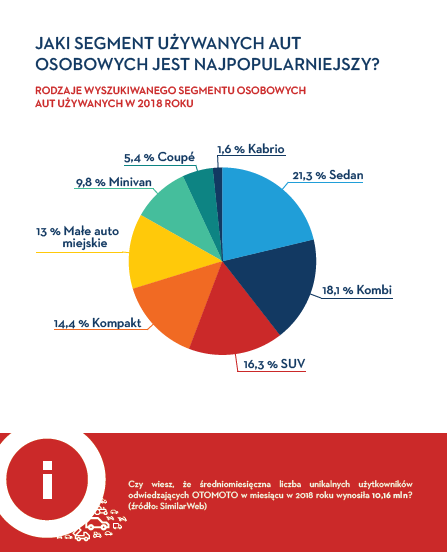 JAKI SEGMENT UŻYWANYCH AUT
OSOBOWYCH JEST NAJPOPULARNIEJSZY?
RODZAJE WYSZUKIWANEGO SEGMENTU OSOBOWYCH
AUT UŻYWANYCH W 2018 ROKU
1,6 % Kabrio
5,4 % Coupé
21,3 % Sedan
9,8 % Minivan
13 % Małe auto
miejskie
18,1 % Kombi
14,4 % Kompakt
16,3 % SUV
i
Czy wiesz, że średniomiesięczna liczba unikalnych użytkowników
odwiedzających OTOMOTO w miesiącu w 2018 roku wynosiła 10,16 mln?
(źródło: SimilarWeb)